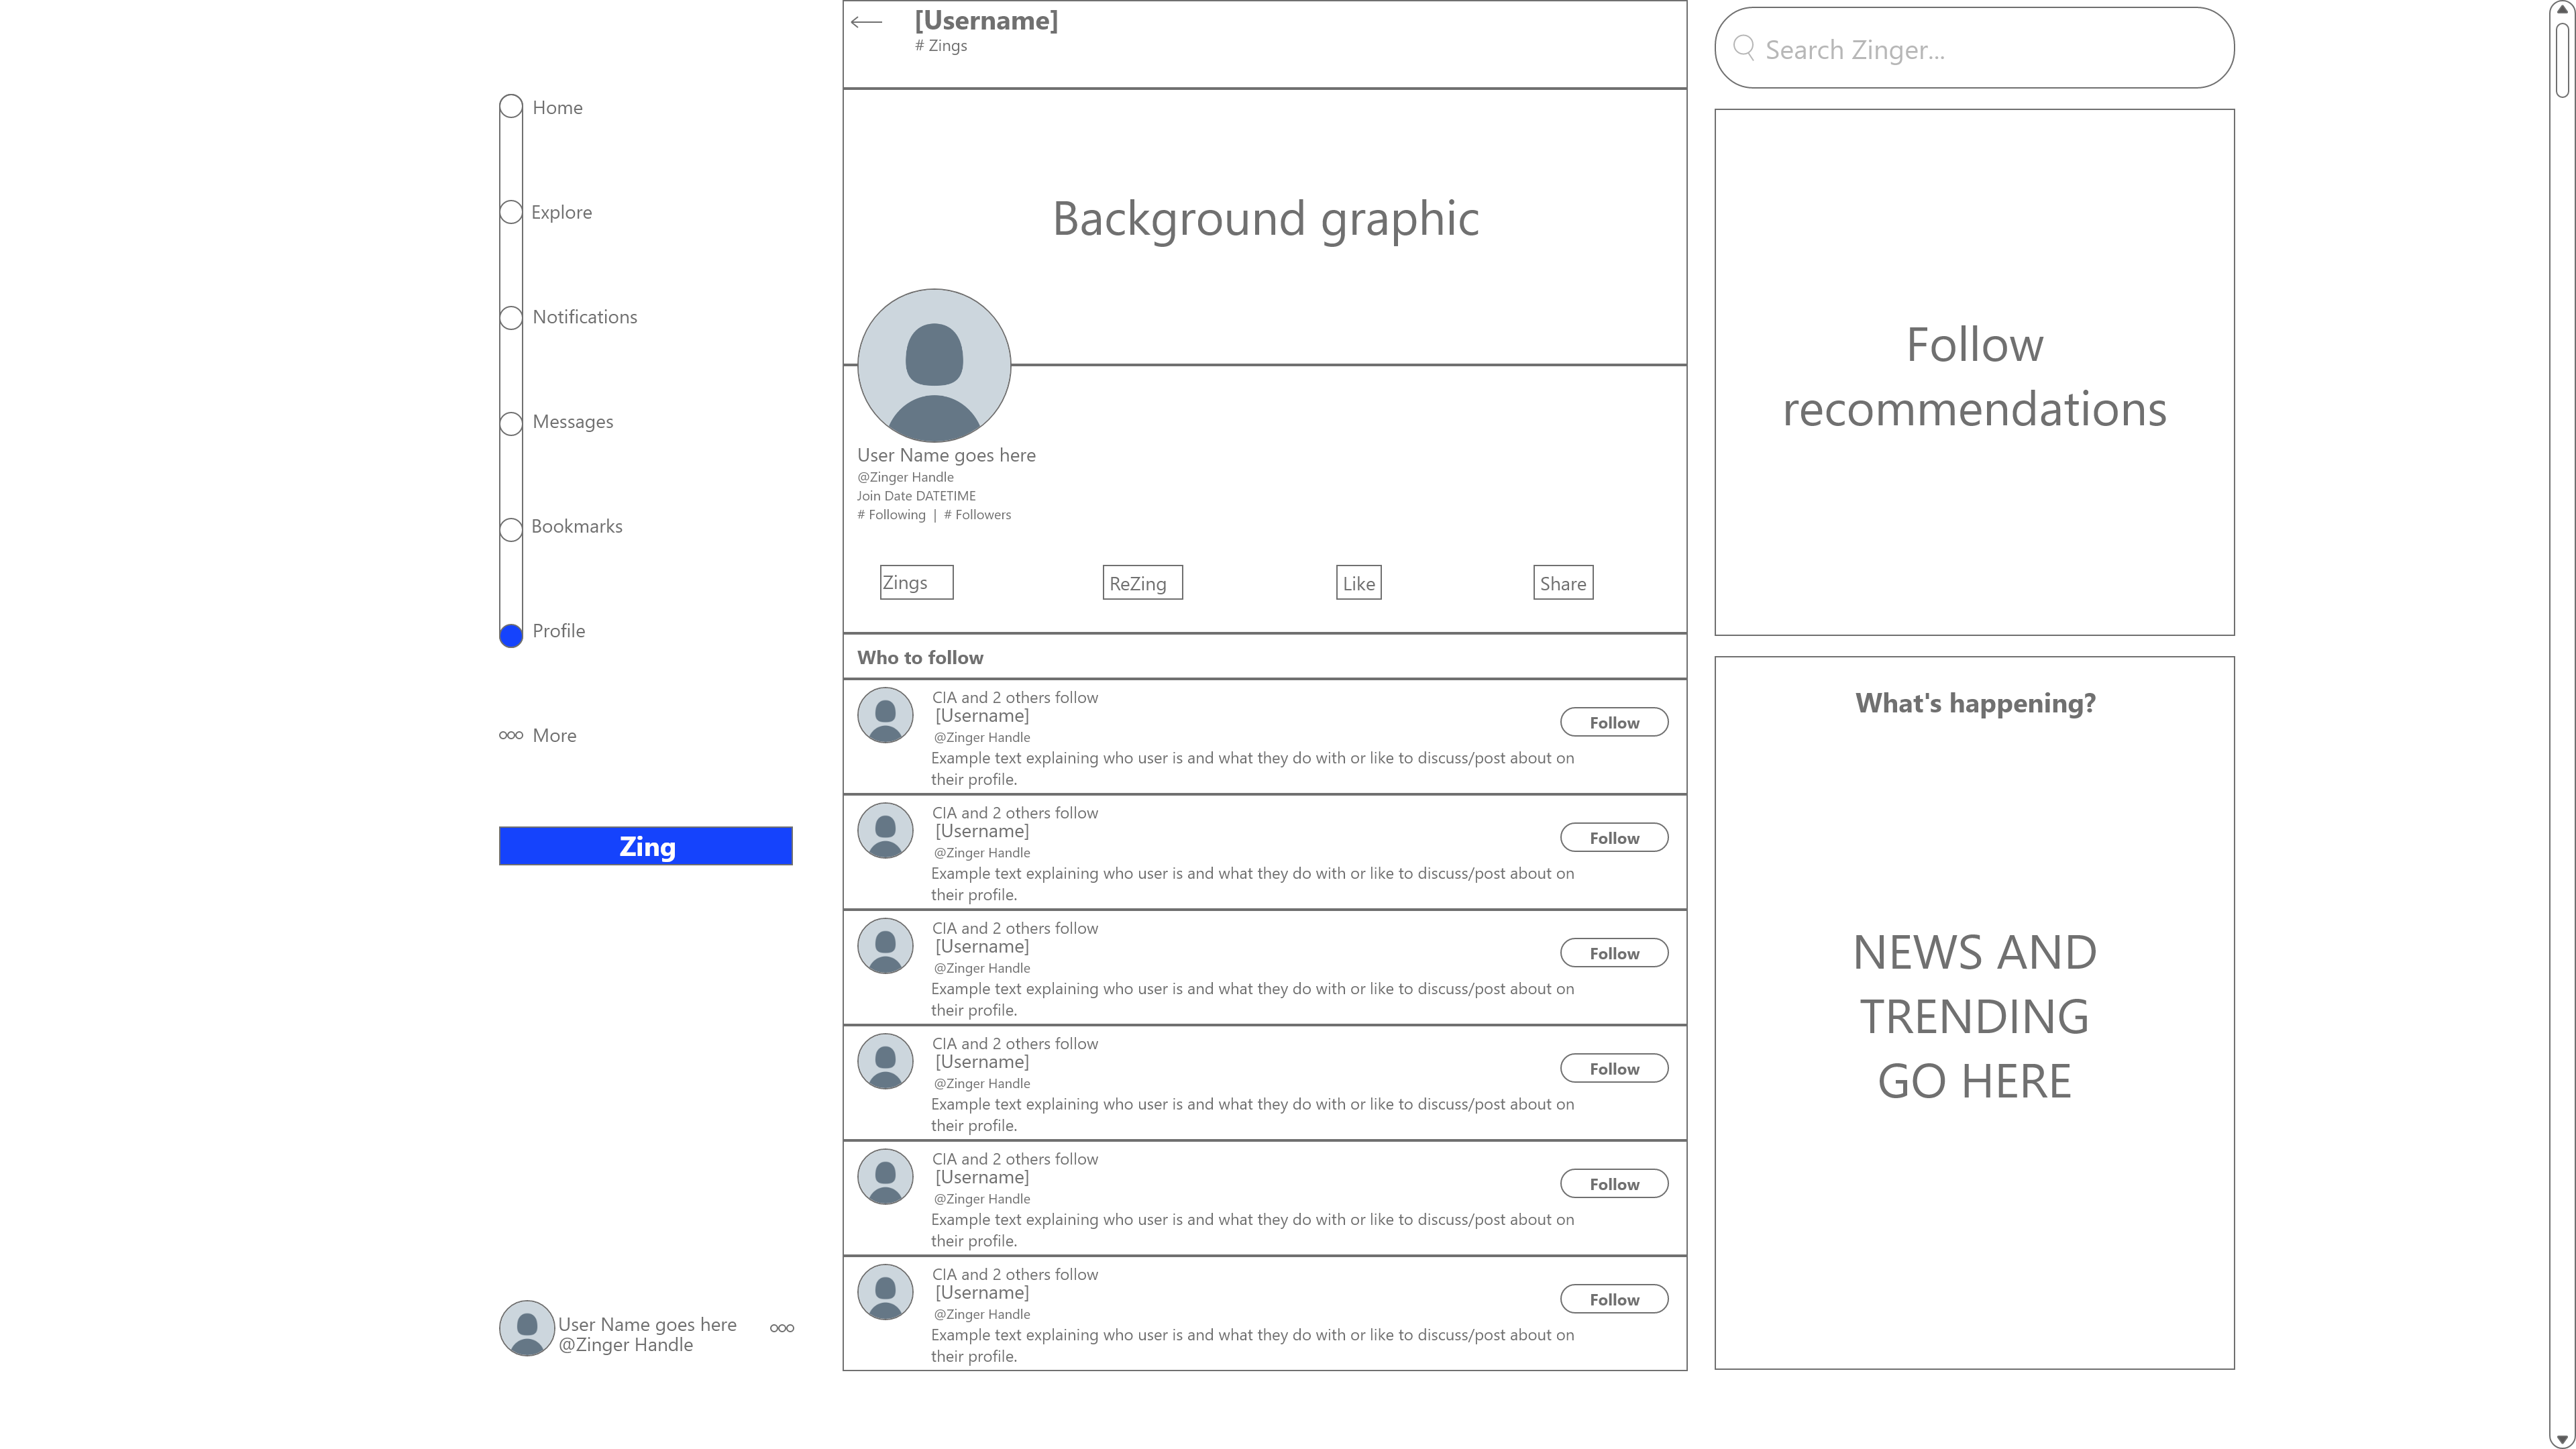 Home
Explore
Notifications
Messages
Bookmarks
Profile
More
Zing
User Name goes here
@Zinger Handle
[Username]
# Zings
Background graphic
User Name goes here
@Zinger Handle
Join Date DATETIME
# Following | # Followers
Zings
ReZing
Like
Share
Who to follow
CIA and 2 others follow
[Username]
@Zinger Handle
Follow
Example text explaining who user is and what they do with or like to discuss/post about on
their profile.
CIA and 2 others follow
[Username]
@Zinger Handle
Follow
Example text explaining who user is and what they do with or like to discuss/post about on
their profile.
CIA and 2 others follow
[Username]
@Zinger Handle
Follow
Example text explaining who user is and what they do with or like to discuss/post about on
their profile.
CIA and 2 others follow
[Username]
@Zinger Handle
Follow
Example text explaining who user is and what they do with or like to discuss/post about on
their profile.
CIA and 2 others follow
[Username]
@Zinger Handle
Follow
Example text explaining who user is and what they do with or like to discuss/post about on
their profile.
CIA and 2 others follow
[Username]
@Zinger Handle
Follow
Example text explaining who user is and what they do with or like to discuss/post about on
their profile.
Search Zinger...
Follow
recommendations
What's happening?
NEWS AND
TRENDING
GO HERE